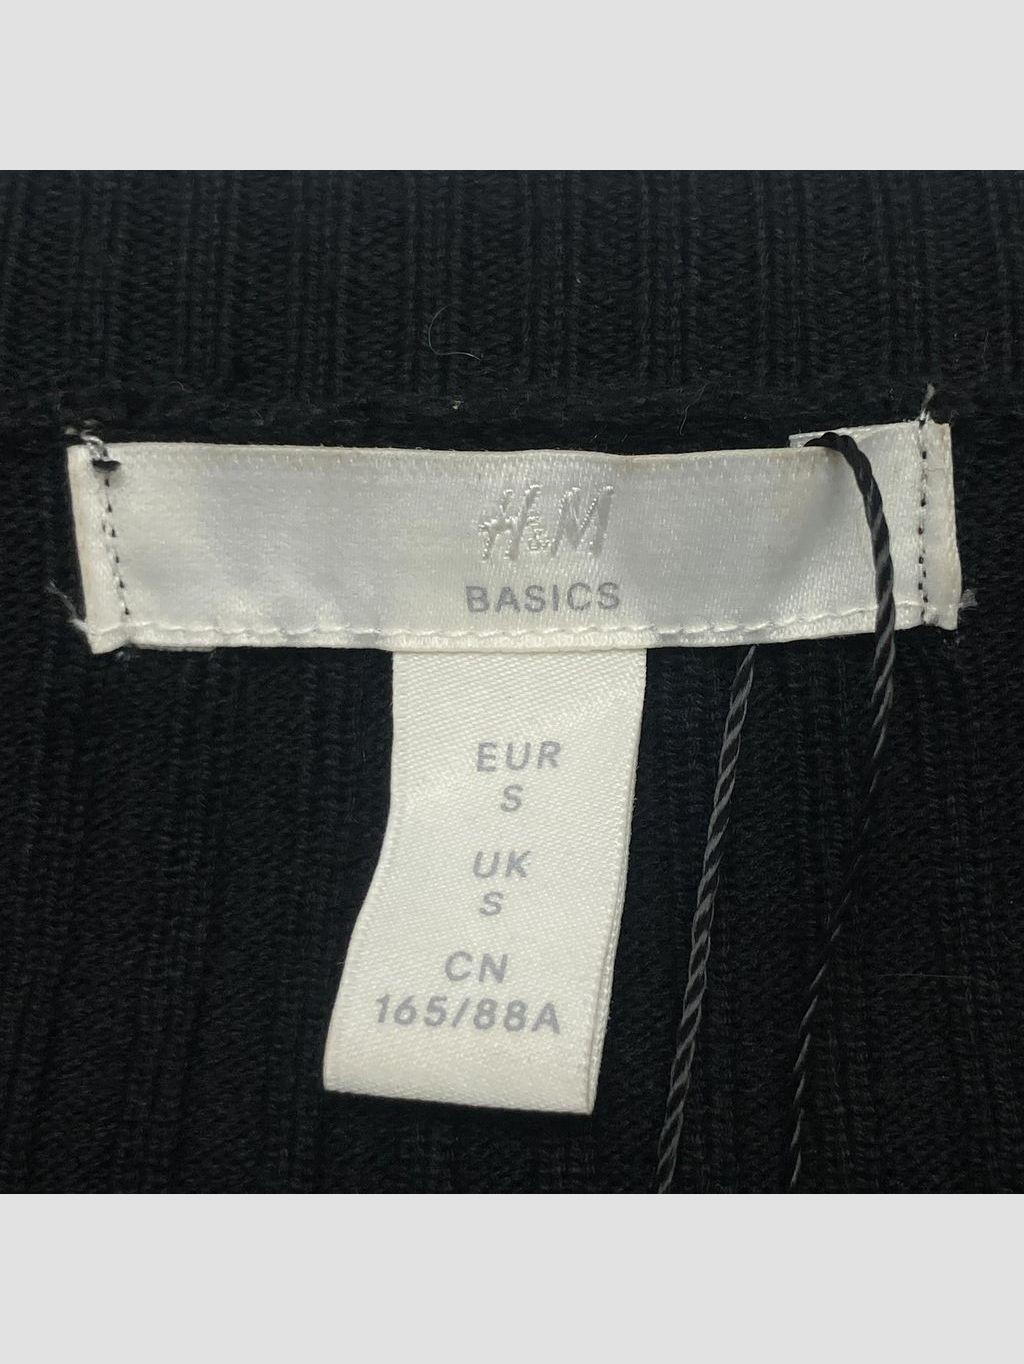 H&M
BASICS
EUR
S
UK
S
CN
165/88A